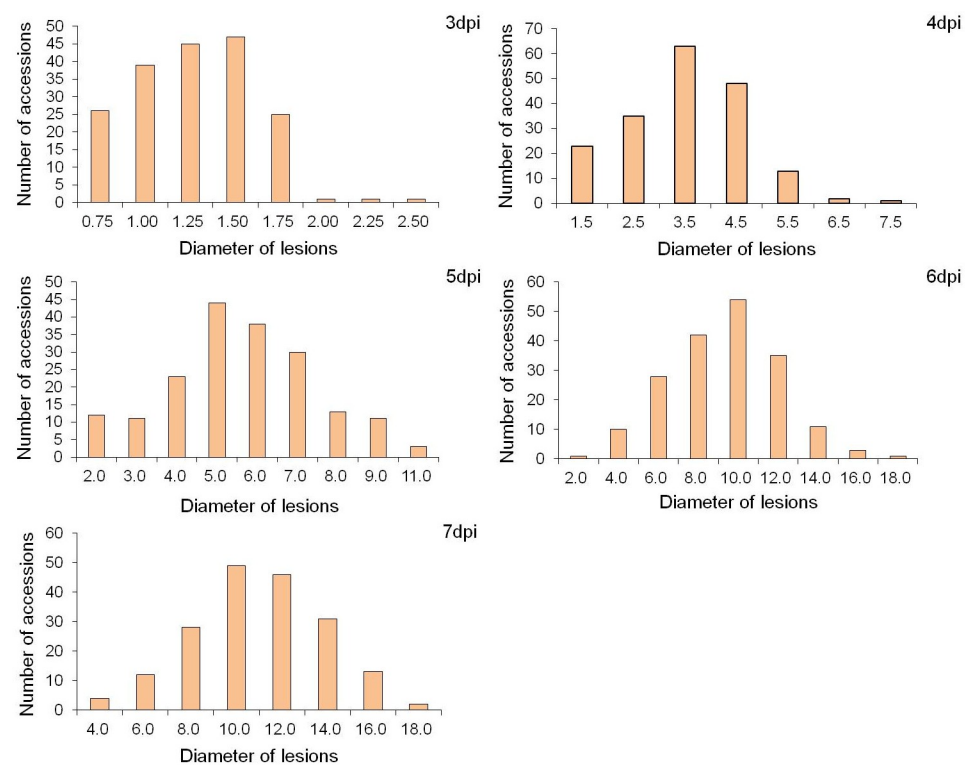 3dpi
Number of accessions
50
45
40
35
30
25
20
15
10
5
0
0.75 1.00 1.25 1.50 1.75 2.00 2.25 2.50
Diameter of lesions
4dpi
Number of accessions
70
60
50
40
30
20
10
0
1.5 2.5 3.5 4.5 5.5 6.5 7.5
Diameter of lesions
5dpi
Number of accessions
50
45
40
35
30
25
20
15
10
5
0
2.0 3.0 4.0 5.0 6.0 7.0 8.0 9.0 11.0
Diameter of lesions
6dpi
Number of accessions
60
50
40
30
20
10
0
2.0 4.0 6.0 8.0 10.0 12.0 14.0 16.0 18.0
Diameter of lesions
7dpi
Number of accessions
60
50
40
30
20
10
0
4.0 6.0 8.0 10.0 12.0 14.0 16.0 18.0
Diameter of lesions